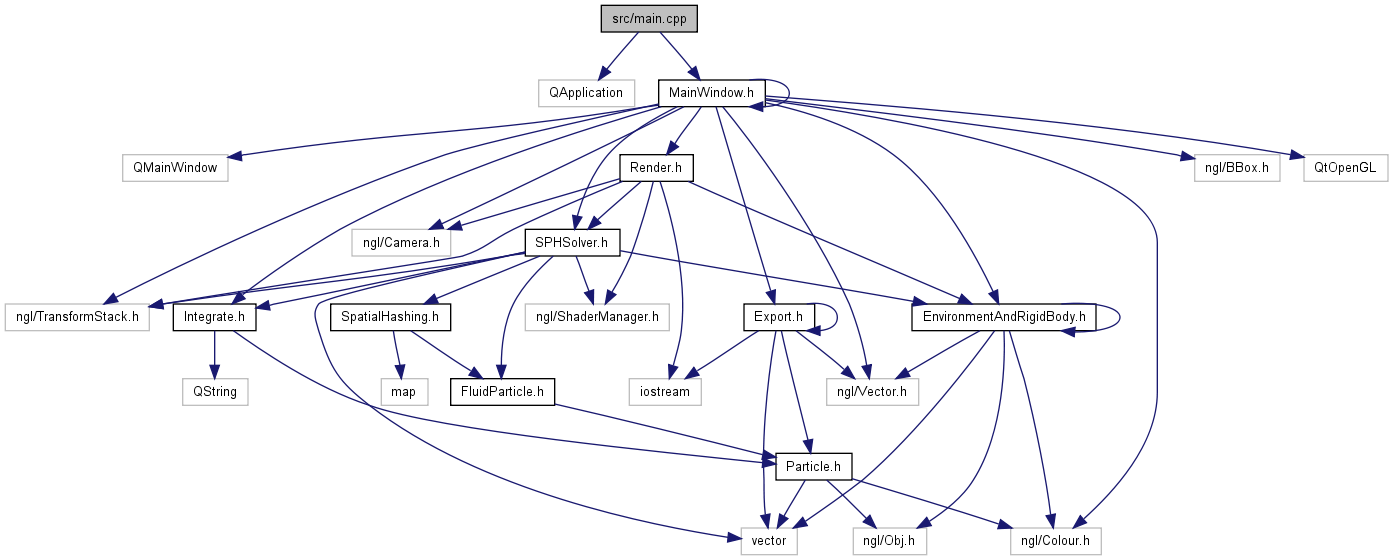 src/main.cpp
QApplication
MainWindow.h
QMainWindow
Render.h
ngl/BBox.h
QtOpenGL
ngl/Camera.h
SPHSolver.h
ngl/TransformStack.h
Integrate.h
SpatialHashing.h
ngl/ShaderManager.h
Export.h
EnvironmentAndRigidBody.h
QString
map
FluidParticle.h
iostream
ngl/Vector.h
Particle.h
vector
ngl/Obj.h
ngl/Colour.h